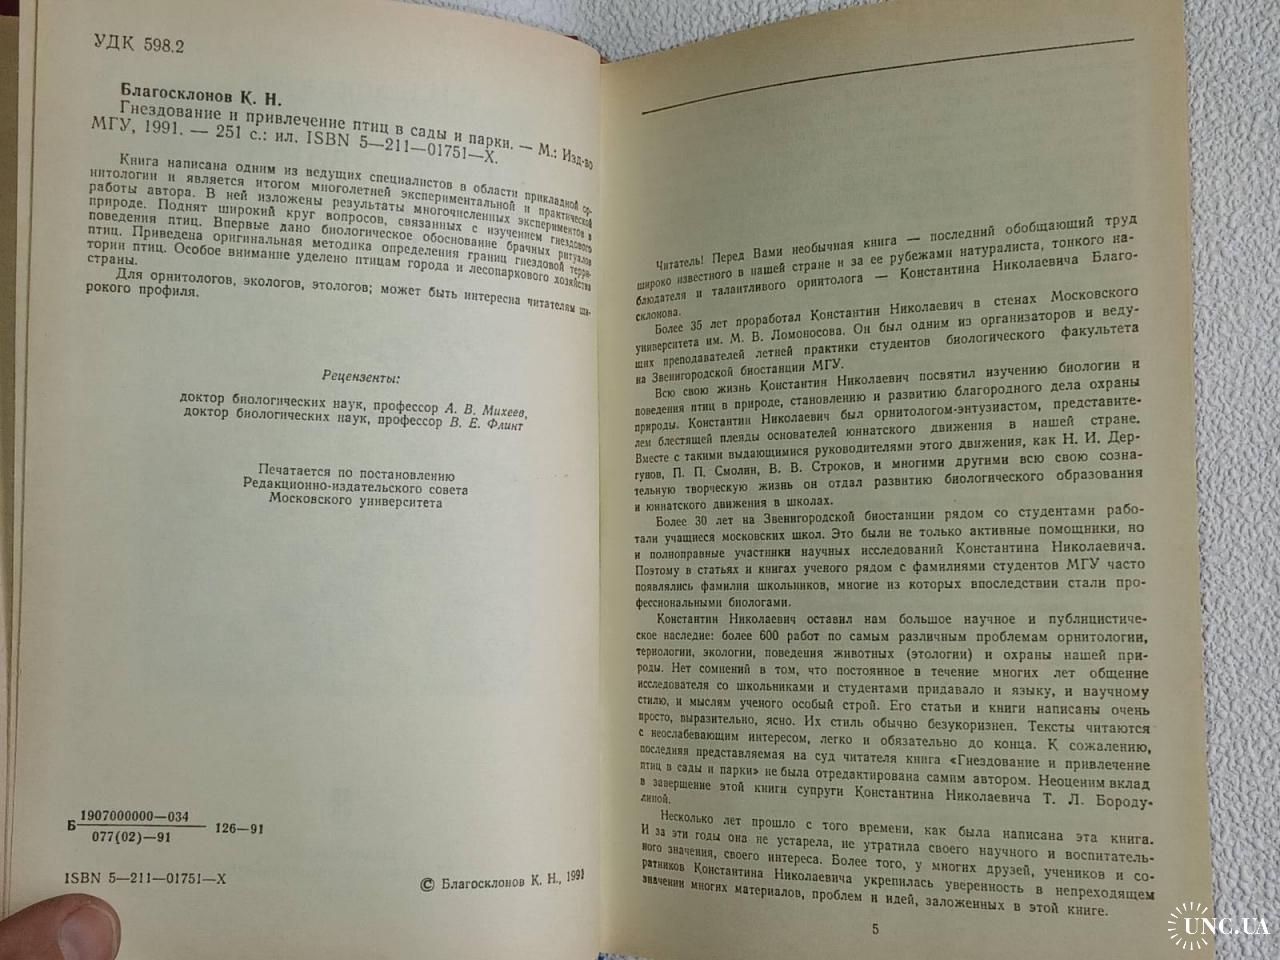 УДК 598.2
Благосклонов К. Н.
Гнездование и привлечение птиц в сады и парки. — М.: Изд-во
МГУ, 1991. — 251 с.: ил. ISBN 5—211—01751—X.
Книга написана одним из ведущих специалистов в области прикладной ор-
нитологии и является итогом многолетней экспериментальной и практической
работы автора. В ней изложены результаты многочисленных экспериментов в
природе. Поднят широкий круг вопросов, связанных с изучением гнездового
поведения птиц. Впервые дано биологическое обоснование брачных ритуалов
птиц. Приведена оригинальная методика определения границ гнездовой терри-
тории птиц. Особое внимание уделено птицам города и лесопаркового хозяйства
страны.
Для орнитологов, экологов, этологов; может быть интересна читателям ши-
рокого профиля.
Рецензенты:
доктор биологических наук, профессор А. В. Михеев,
доктор биологических наук, профессор В. Е. Флинт
Печатается по постановлению
Редакционно-издательского совета
Московского университета
Б 1907000000—034 126—91
077(02)—91
ISBN 5—211—01751—X
© Благосклонов К. Н., 1991
Читатель! Перед Вами необычная книга — последний обобщающий труд
широко известного в нашей стране и за ее рубежами натуралиста, тонкого на-
блюдателя и талантливого орнитолога — Константина Николаевича Благо-
склонова.
Более 35 лет проработал Константин Николаевич в стенах Московского
университета им. М. В. Ломоносова. Он был одним из организаторов и веду-
щих преподавателей летней практики студентов биологического факультета
на Звенигородской биостанции МГУ.
Всю свою жизнь Константин Николаевич посвятил изучению биологии и
поведения птиц в природе, становлению и развитию благородного дела охраны
природы. Константин Николаевич был орнитологом-энтузиастом, представите-
лем блестящей плеяды основателей юннатского движения в нашей стране.
Вместе с такими выдающимися руководителями этого движения, как Н. И. Дер-
гунов, П. П. Смолин, В. В. Строков, и многими другими всю свою созна-
тельную творческую жизнь он отдал развитию биологического образования
и юннатского движения в школах.
Более 30 лет на Звенигородской биостанции рядом со студентами рабо-
тали учащиеся московских школ. Это были не только активные помощники, но
и полноправные участники научных исследований Константина Николаевича.
Поэтому в статьях и книгах ученого рядом с фамилиями студентов МГУ часто
появлялись фамилии школьников, многие из которых впоследствии стали про-
фессиональными биологами.
Константин Николаевич оставил нам большое научное и публицистиче-
ское наследие: более 600 работ по самым различным проблемам орнитологии,
териологии, экологии, поведения животных (этологии) и охраны нашей при-
роды. Нет сомнений в том, что постоянное в течение многих лет общение
исследователя со школьниками и студентами придавало и языку, и научному
стилю, и мыслям ученого особый строй. Его статьи и книги написаны очень
просто, выразительно, ясно. Их стиль обычно безукоризнен. Тексты читаются
с неослабевающим интересом, легко и обязательно до конца. К сожалению,
последняя представляемая на суд читателя книга «Гнездование и привлечение
птиц в сады и парки» не была отредактирована самим автором. Неоценим вклад
в завершение этой книги супруги Константина Николаевича Т. Л. Бороду-
линой.
Несколько лет прошло с того времени, как была написана эта книга.
И за эти годы она не устарела, не утратила своего научного и воспитатель-
ного значения, своего интереса. Более того, у многих друзей, учеников и со-
ратников Константина Николаевича укрепилась уверенность в непреходящем
значении многих материалов, проблем и идей, заложенных в этой книге.
5
UNC.UA